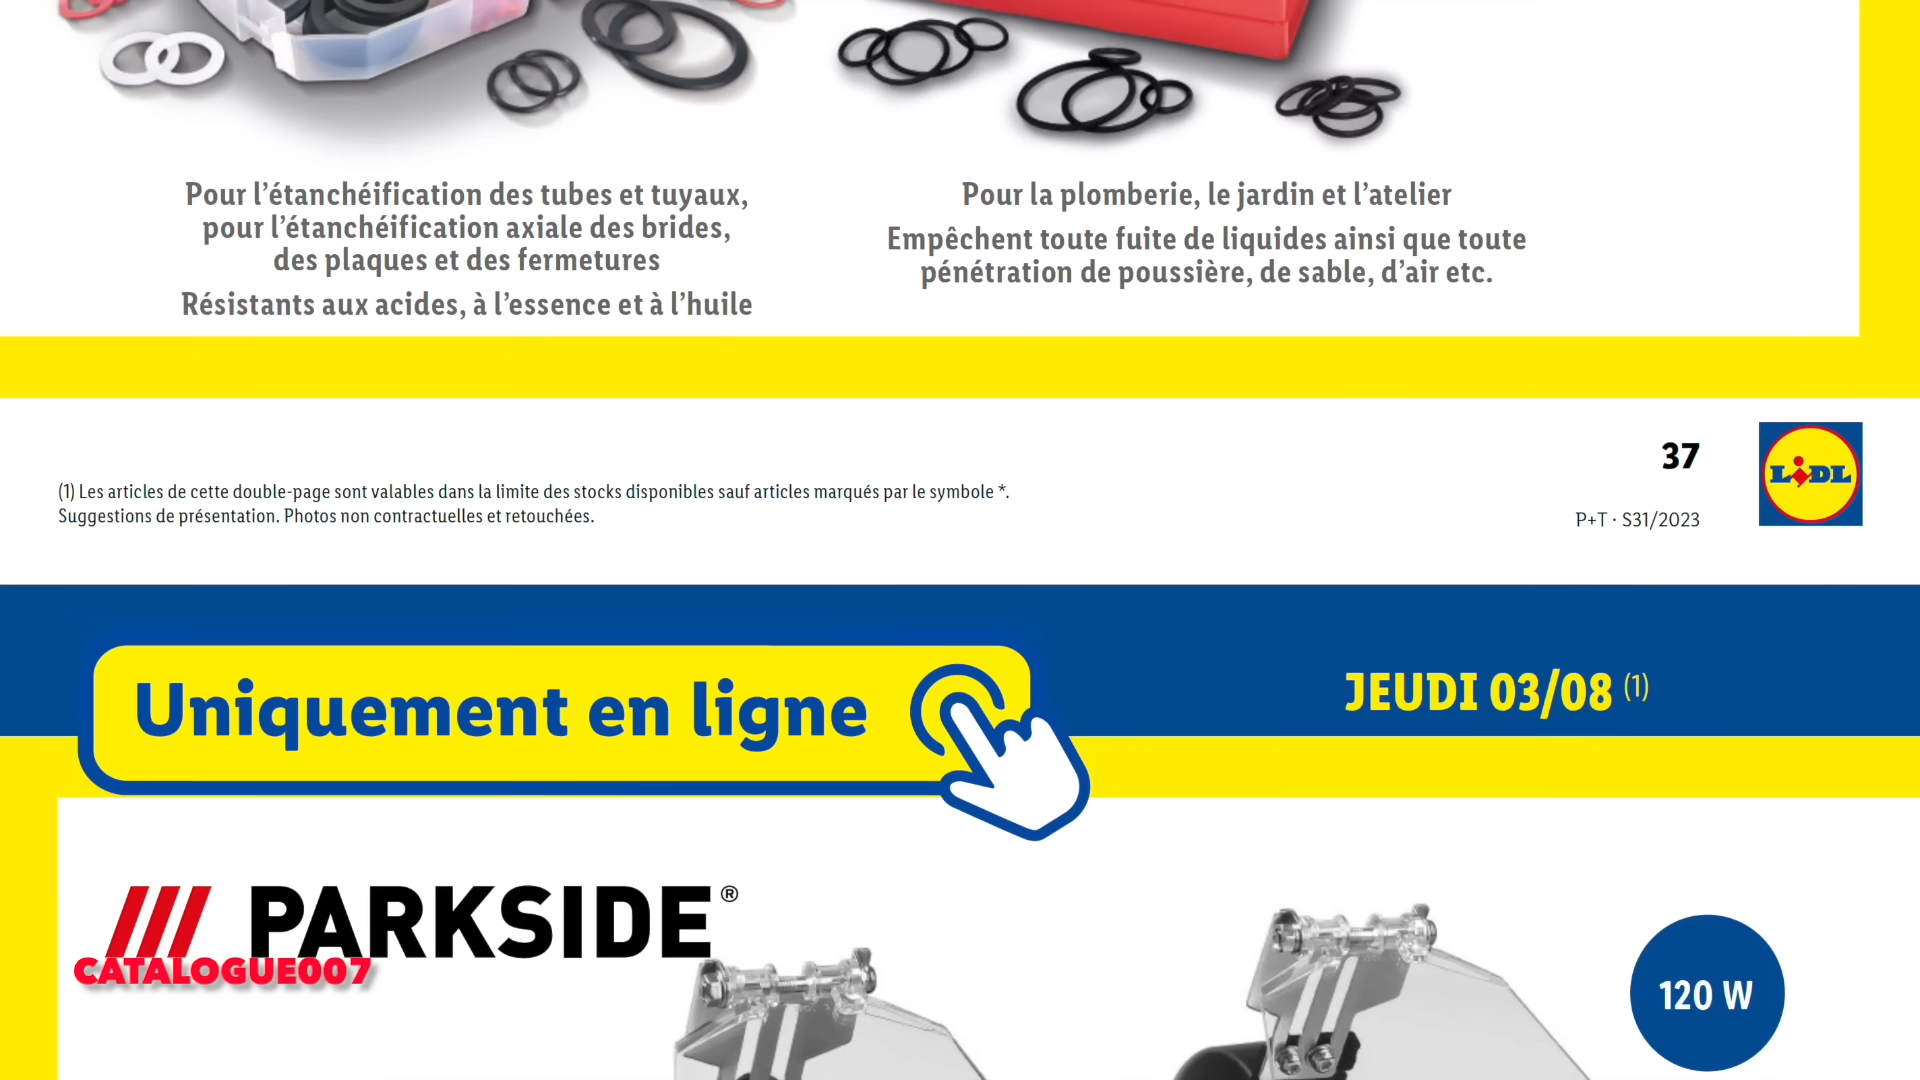 Pour l’étanchéification des tubes et tuyaux,
pour l’étanchéification axiale des brides,
des plaques et des fermetures
Résistants aux acides, à l’essence et à l’huile
Pour la plomberie, le jardin et l’atelier
Empêchent toute fuite de liquides ainsi que toute
pénétration de poussière, de sable, d’air etc.
(1) Les articles de cette double-page sont valables dans la limite des stocks disponibles sauf articles marqués par le symbole *.
Suggestions de présentation. Photos non contractuelles et retouchées.
37
P+T · S31/2023
LIDL
Uniquement en ligne
JEUDI 03/08 (1)
PARKSIDE®
CATALOGUE007
120 W